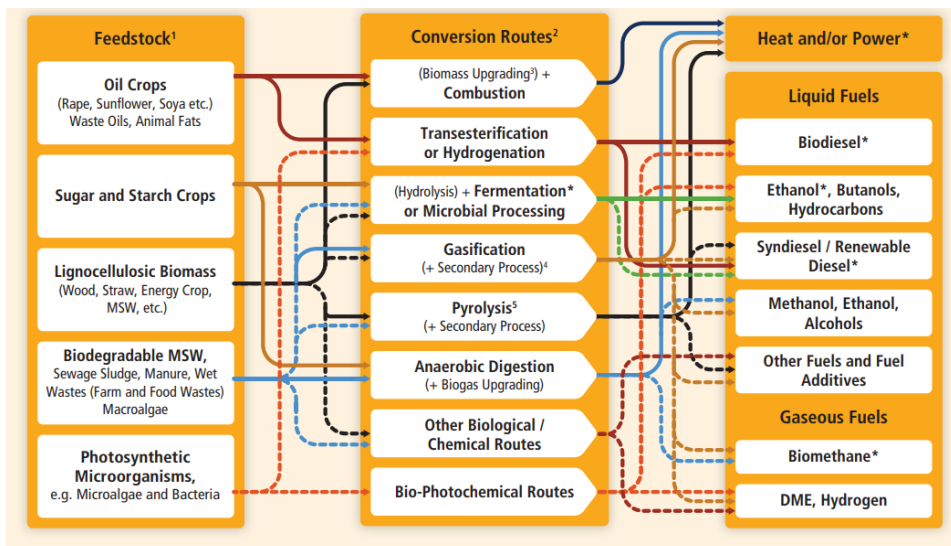 Feedstock¹
Oil Crops
(Rape, Sunflower, Soya etc.)
Waste Oils, Animal Fats
Sugar and Starch Crops
Lignocellulosic Biomass
(Wood, Straw, Energy Crop,
MSW, etc.)
Biodegradable MSW,
Sewage Sludge, Manure, Wet
Wastes (Farm and Food Wastes)
Macroalgae
Photosynthetic
Microorganisms,
e.g. Microalgae and Bacteria
Conversion Routes²
(Biomass Upgrading³) +
Combustion
Transesterification
or Hydrogenation
(Hydrolysis) + Fermentation*
or Microbial Processing
Gasification
(+ Secondary Process)⁴
Pyrolysis⁵
(+ Secondary Process)
Anaerobic Digestion
(+ Biogas Upgrading)
Other Biological /
Chemical Routes
Bio-Photochemical Routes
Heat and/or Power*
Liquid Fuels
Biodiesel*
Ethanol*, Butanols,
Hydrocarbons
Syndiesel / Renewable
Diesel*
Methanol, Ethanol,
Alcohols
Other Fuels and Fuel
Additives
Gaseous Fuels
Biomethane*
DME, Hydrogen